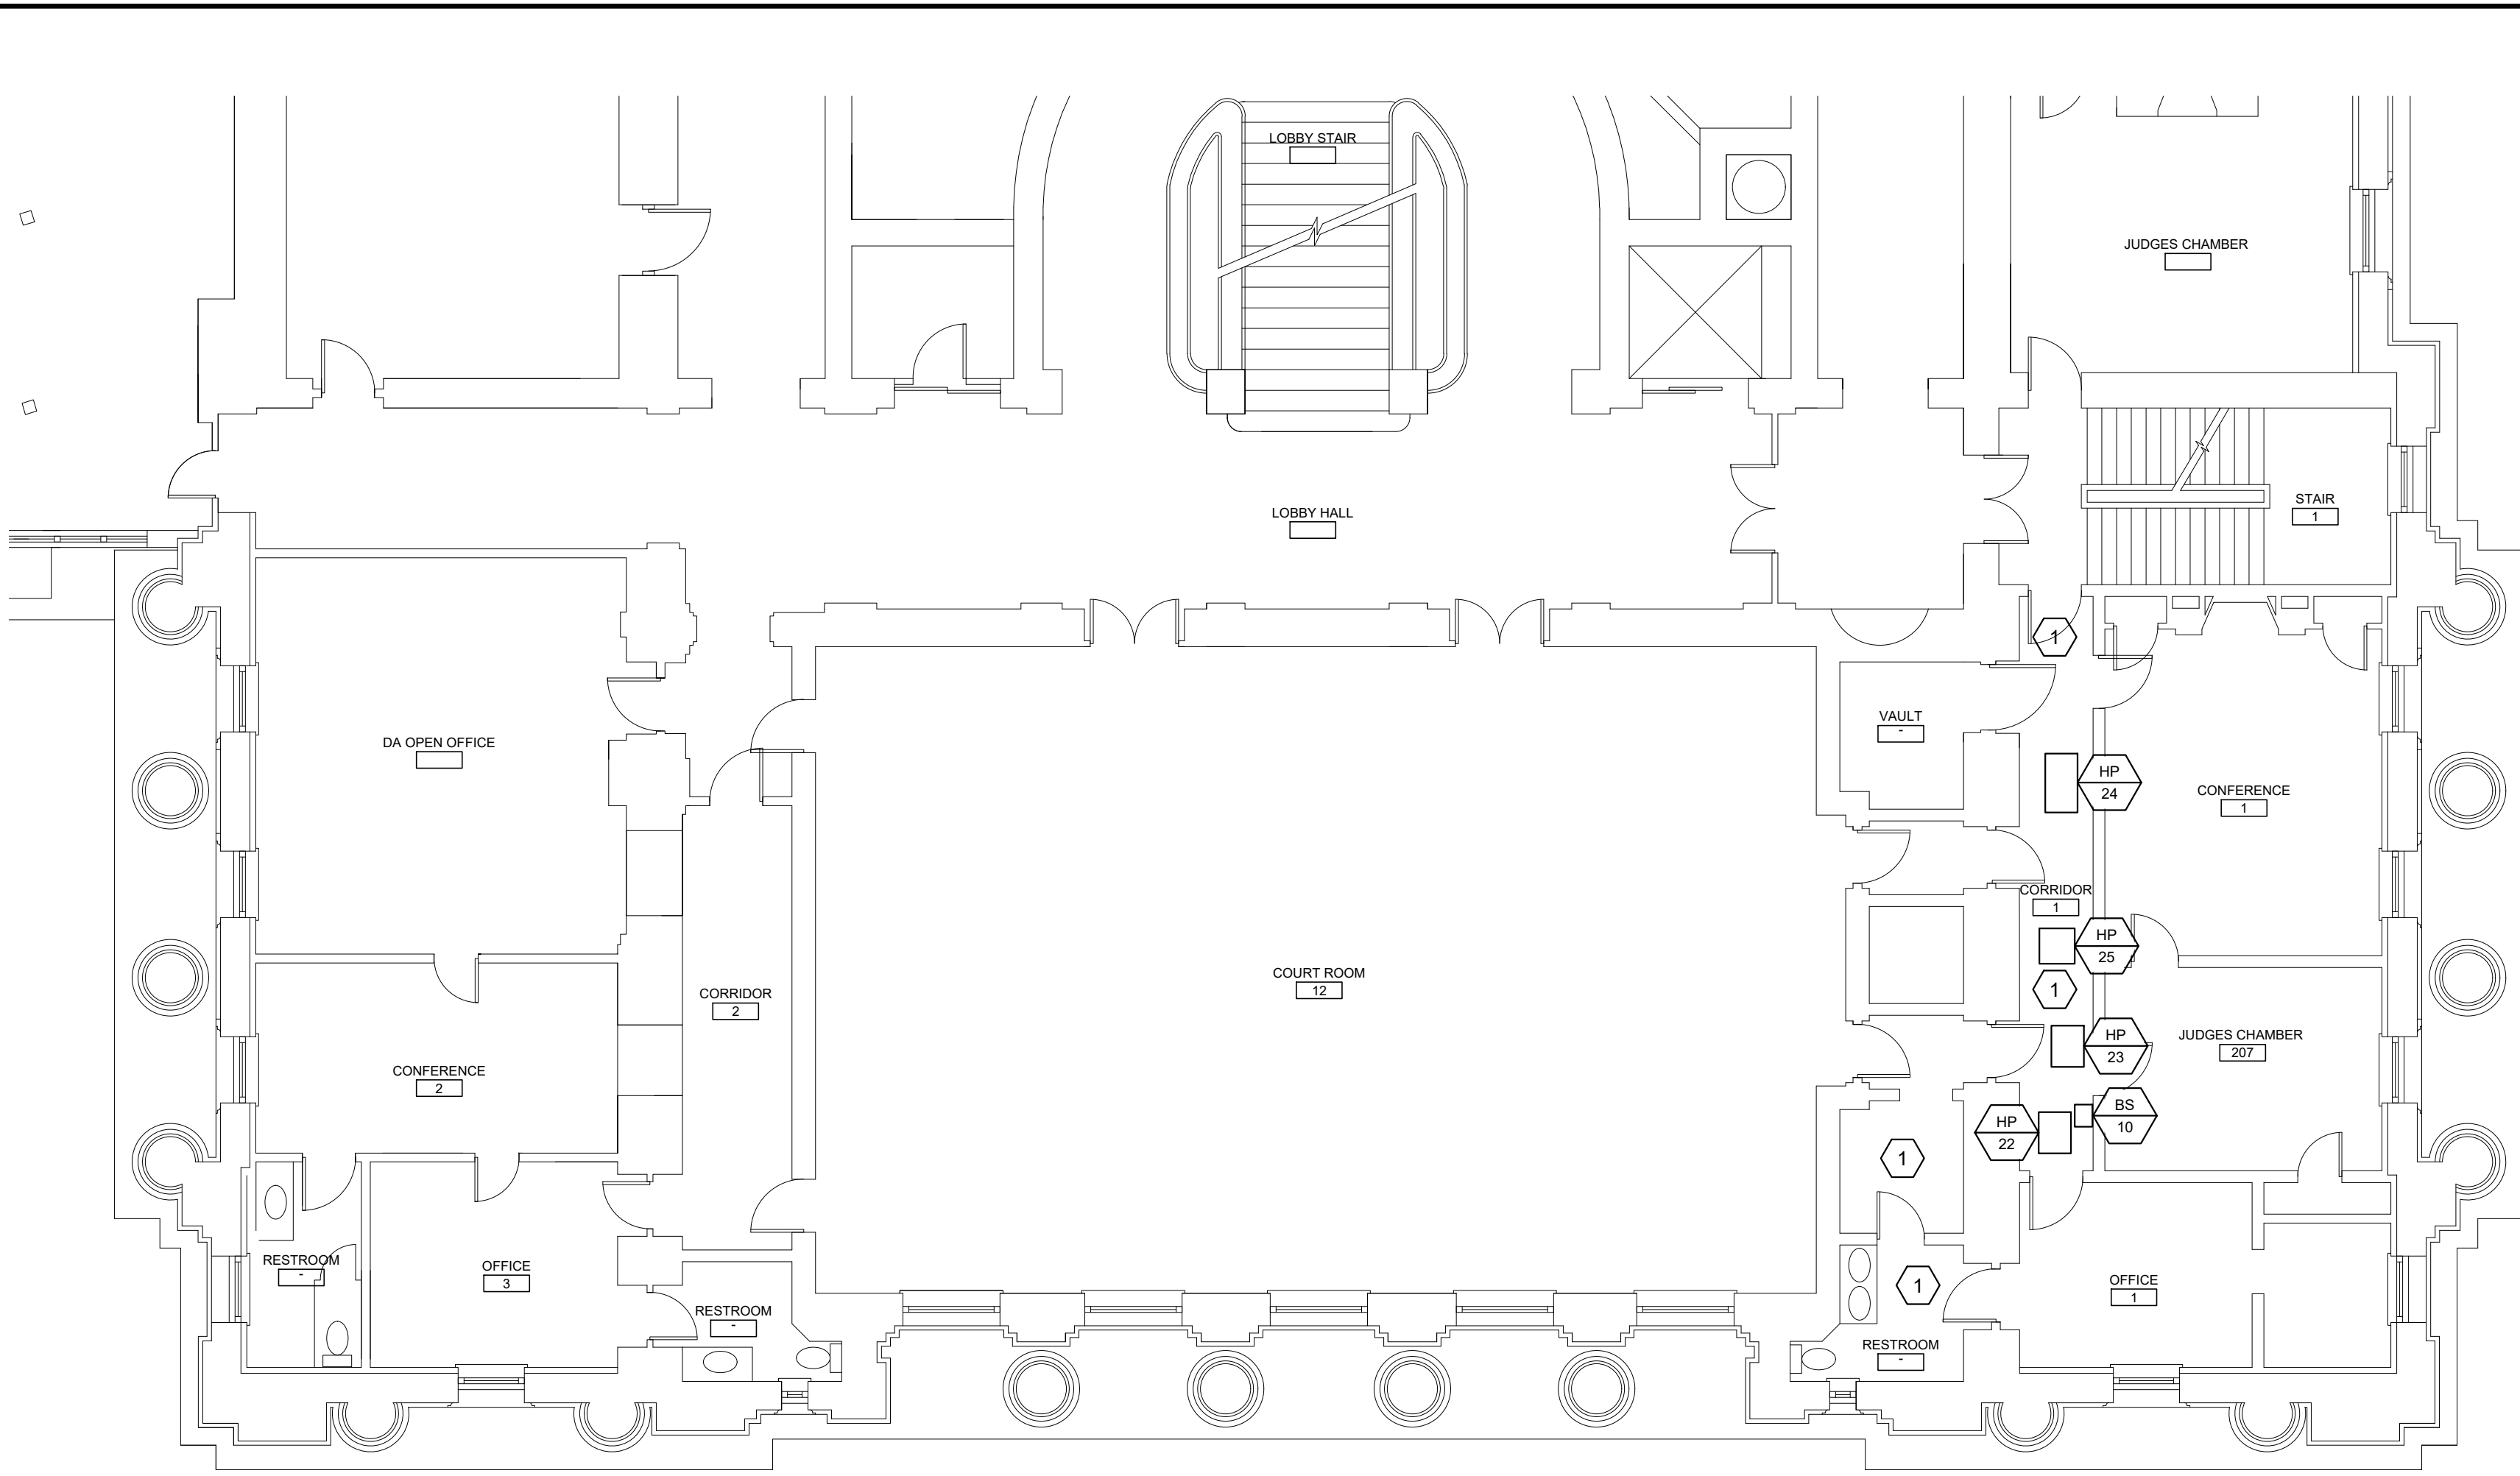 LOBBY STAIR
JUDGES CHAMBER
STAIR
1
LOBBY HALL
1
VAULT
-
DA OPEN OFFICE
HP
24
CONFERENCE
1
CORRIDOR
1
HP
25
COURT ROOM
12
1
CORRIDOR
2
HP
23
JUDGES CHAMBER
207
CONFERENCE
2
BS
10
HP
22
1
RESTROOM
-
OFFICE
3
1
OFFICE
1
RESTROOM
-
RESTROOM
-